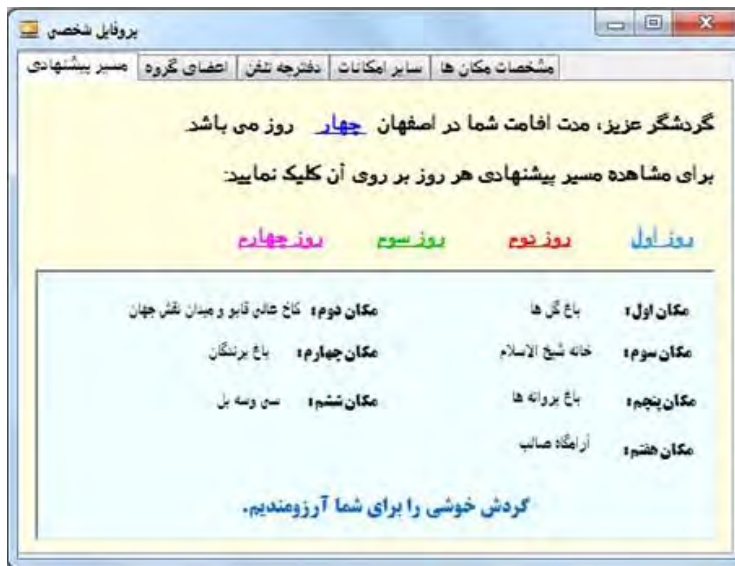 پروفایل شخصی
مسیر پیشنهادی اعضای گروه دفترچه تلفن سایر امکانات مشخصات مکان ها
گردشگر عزیز، مدت اقامت شما در اصفهان چهار روز می باشد.
برای مشاهده مسیر پیشنهادی هر روز بر روی آن کلیک نمایید:
روز اول روز دوم روز سوم روز چهارم
مکان اول: باغ گل ها مکان دوم: کاخ عالی قاپو و میدان نقش جهان
مکان سوم: خانه شیخ الاسلام مکان چهارم: باغ پرندگان
مکان پنجم: باغ پروانه ها مکان ششم: سی وسه پل
مکان هفتم: آرامگاه صائب
گردش خوشی را برای شما آرزومندیم.